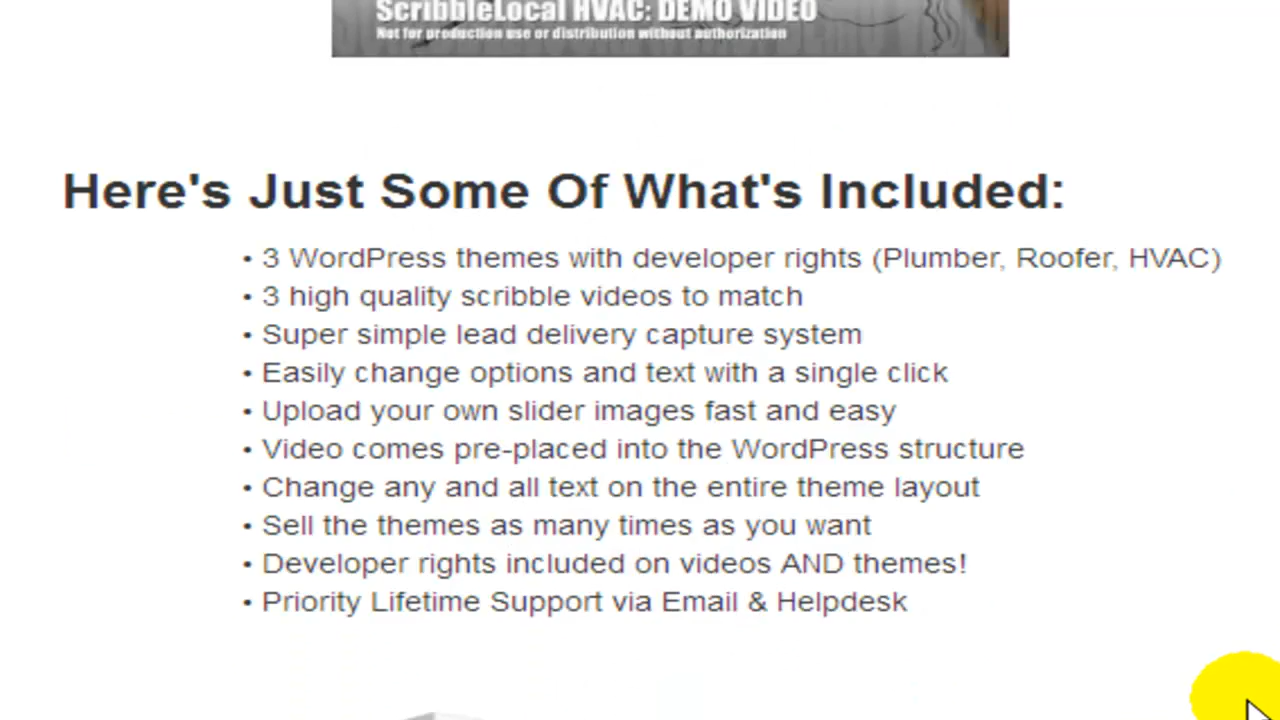 ScribbleLocal HVAC: DEMO VIDEO
Not for production use or distribution without authorization
Here's Just Some Of What's Included:
• 3 WordPress themes with developer rights (Plumber, Roofer, HVAC)
• 3 high quality scribble videos to match
• Super simple lead delivery capture system
• Easily change options and text with a single click
• Upload your own slider images fast and easy
• Video comes pre-placed into the WordPress structure
• Change any and all text on the entire theme layout
• Sell the themes as many times as you want
• Developer rights included on videos AND themes!
• Priority Lifetime Support via Email & Helpdesk